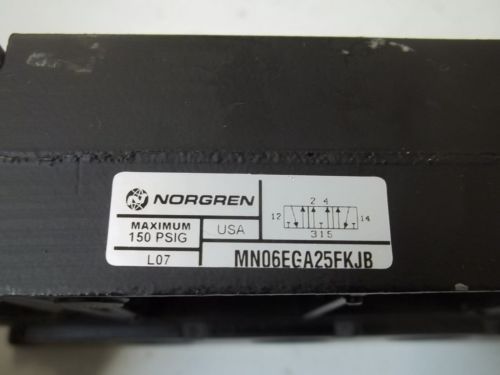 NORGREN
MAXIMUM
150 PSIG
USA
2 4
12
14
315
L07
MN06EGA25FKJB